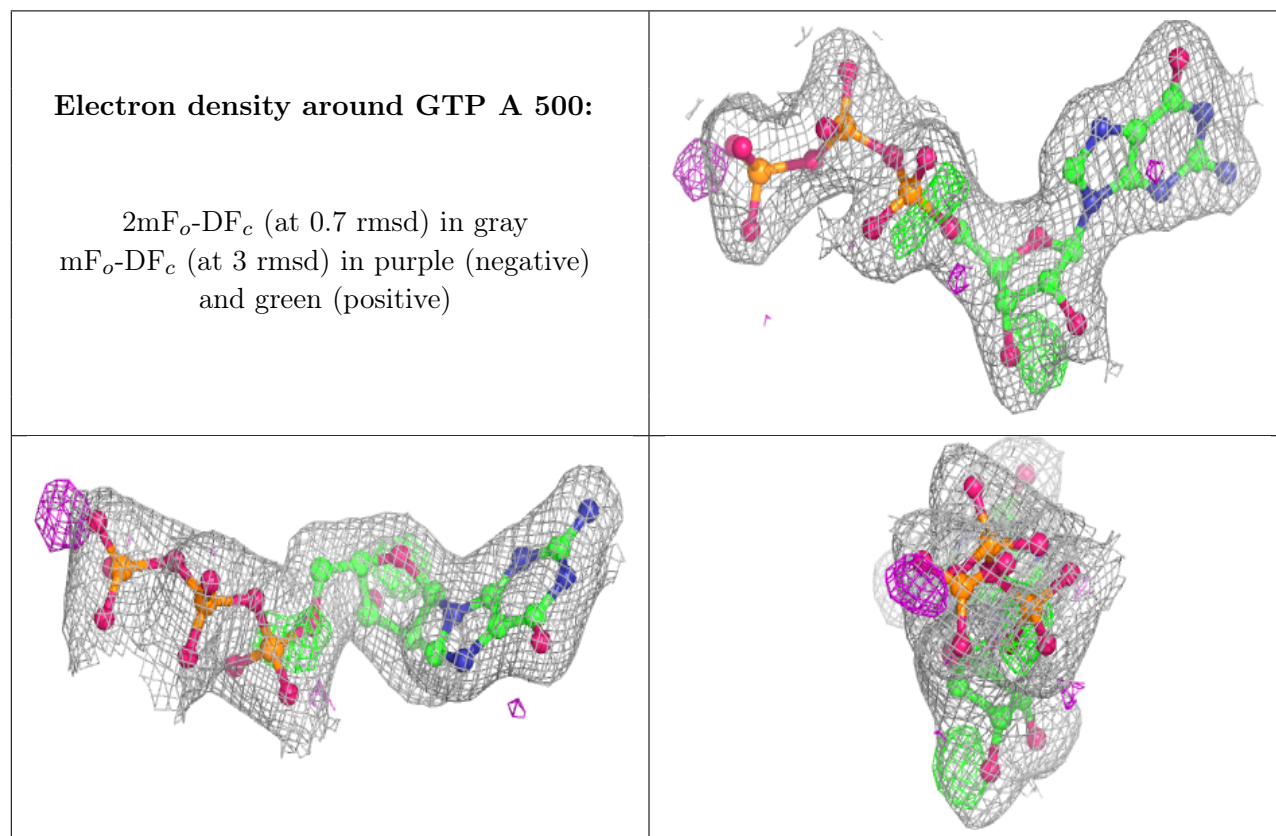 Electron density around GTP A 500:
2mFo-DFc (at 0.7 rmsd) in gray
mFo-DFc (at 3 rmsd) in purple (negative)
and green (positive)